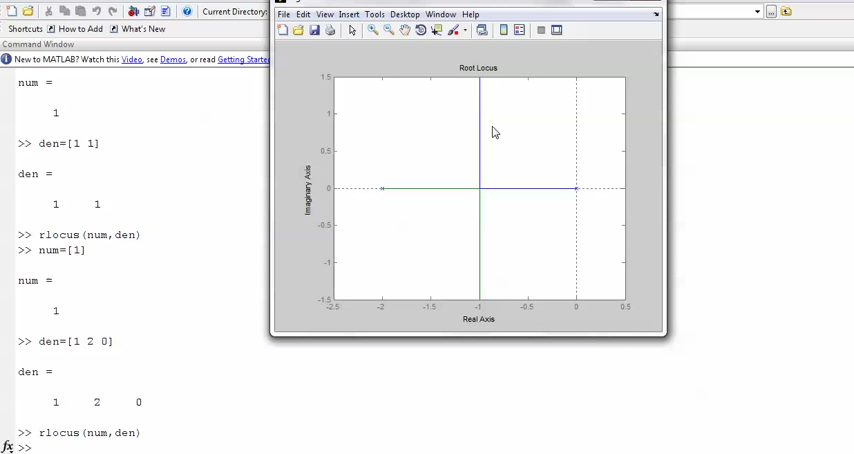 Current Directory:
...
Shortcuts How to Add What's New
Command Window
New to MATLAB? Watch this Video, see Demos, or read Getting Starte
num =
1
>> den=[1 1]
den =
1 1
>> rlocus(num,den)
>> num=[1]
num =
1
>> den=[1 2 0]
den =
1 2 0
>> rlocus(num,den)
fx >>
File Edit View Insert Tools Desktop Window Help
Root Locus
1.5
1
0.5
0
-0.5
-1
-1.5
Imaginary Axis
-2.5 -2 -1.5 -1 -0.5 0 0.5
Real Axis